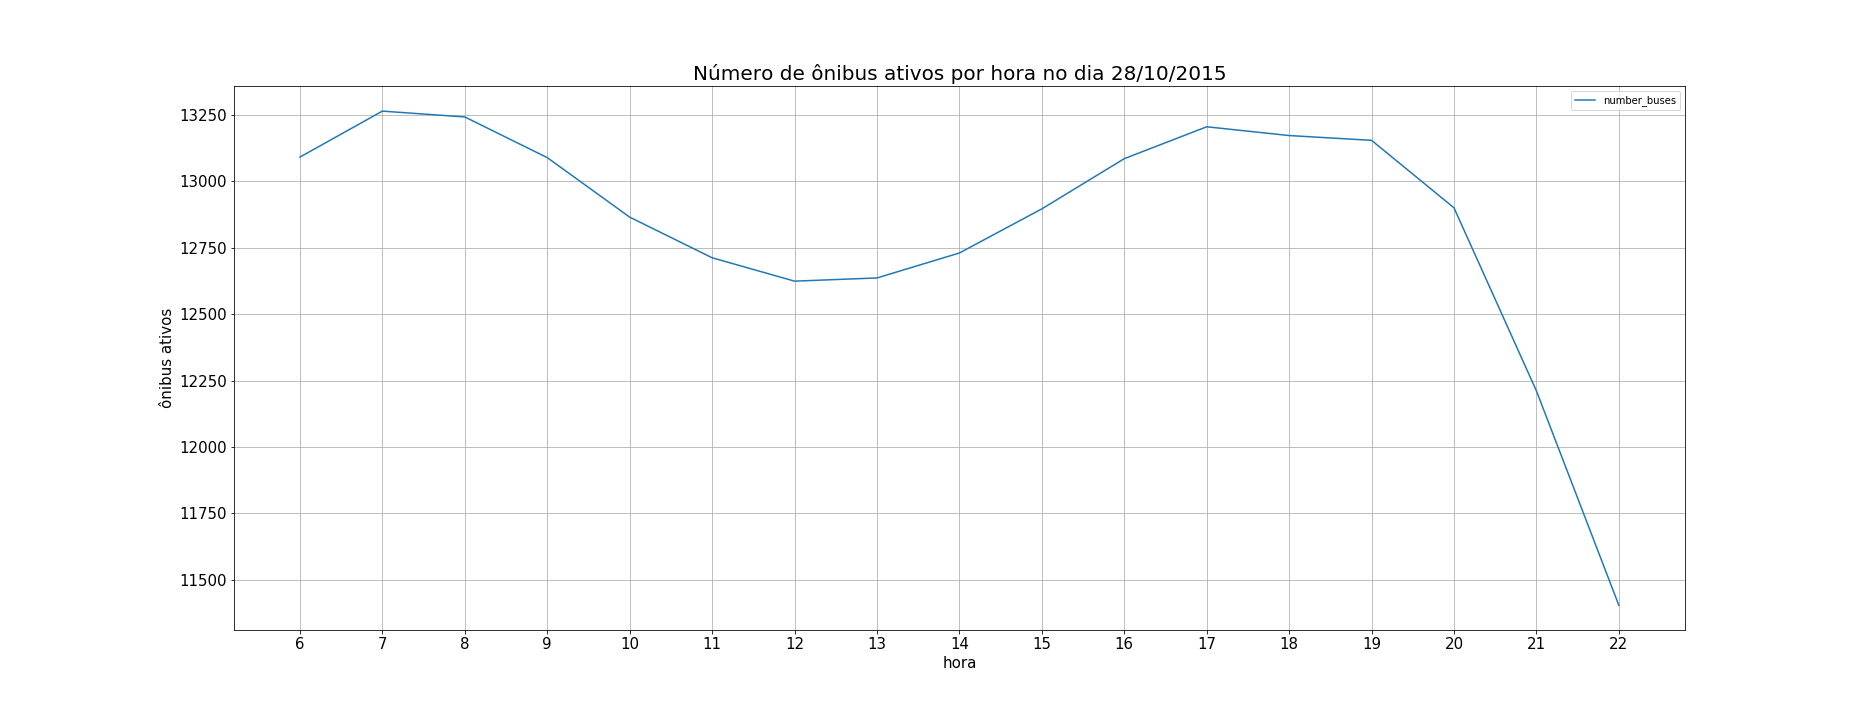 Número de ônibus ativos por hora no dia 28/10/2015
number_buses
13250
13000
12750
12500
12250
12000
11750
11500
ônibus ativos
6 7 8 9 10 11 12 13 14 15 16 17 18 19 20 21 22
hora